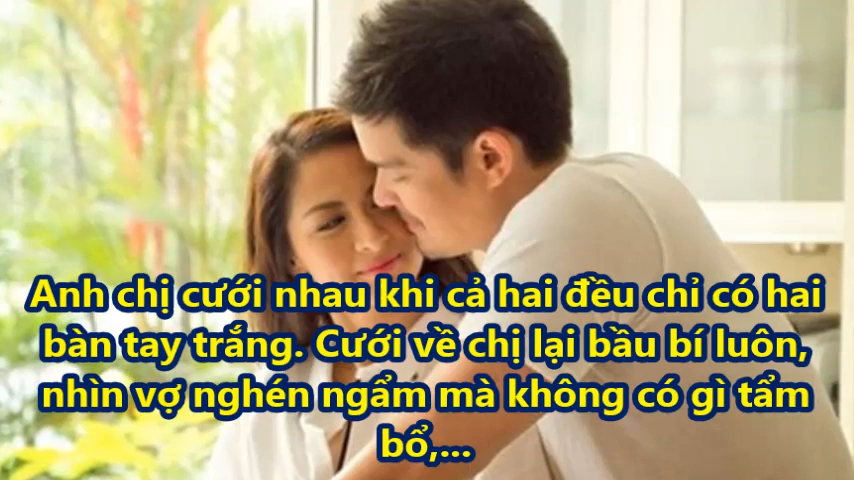 Anh chị cưới nhau khi cả hai đều chỉ có hai
bàn tay trắng. Cưới về chị lại bầu bí luôn,
nhìn vợ nghén ngẩm mà không có gì tẩm
bổ,...